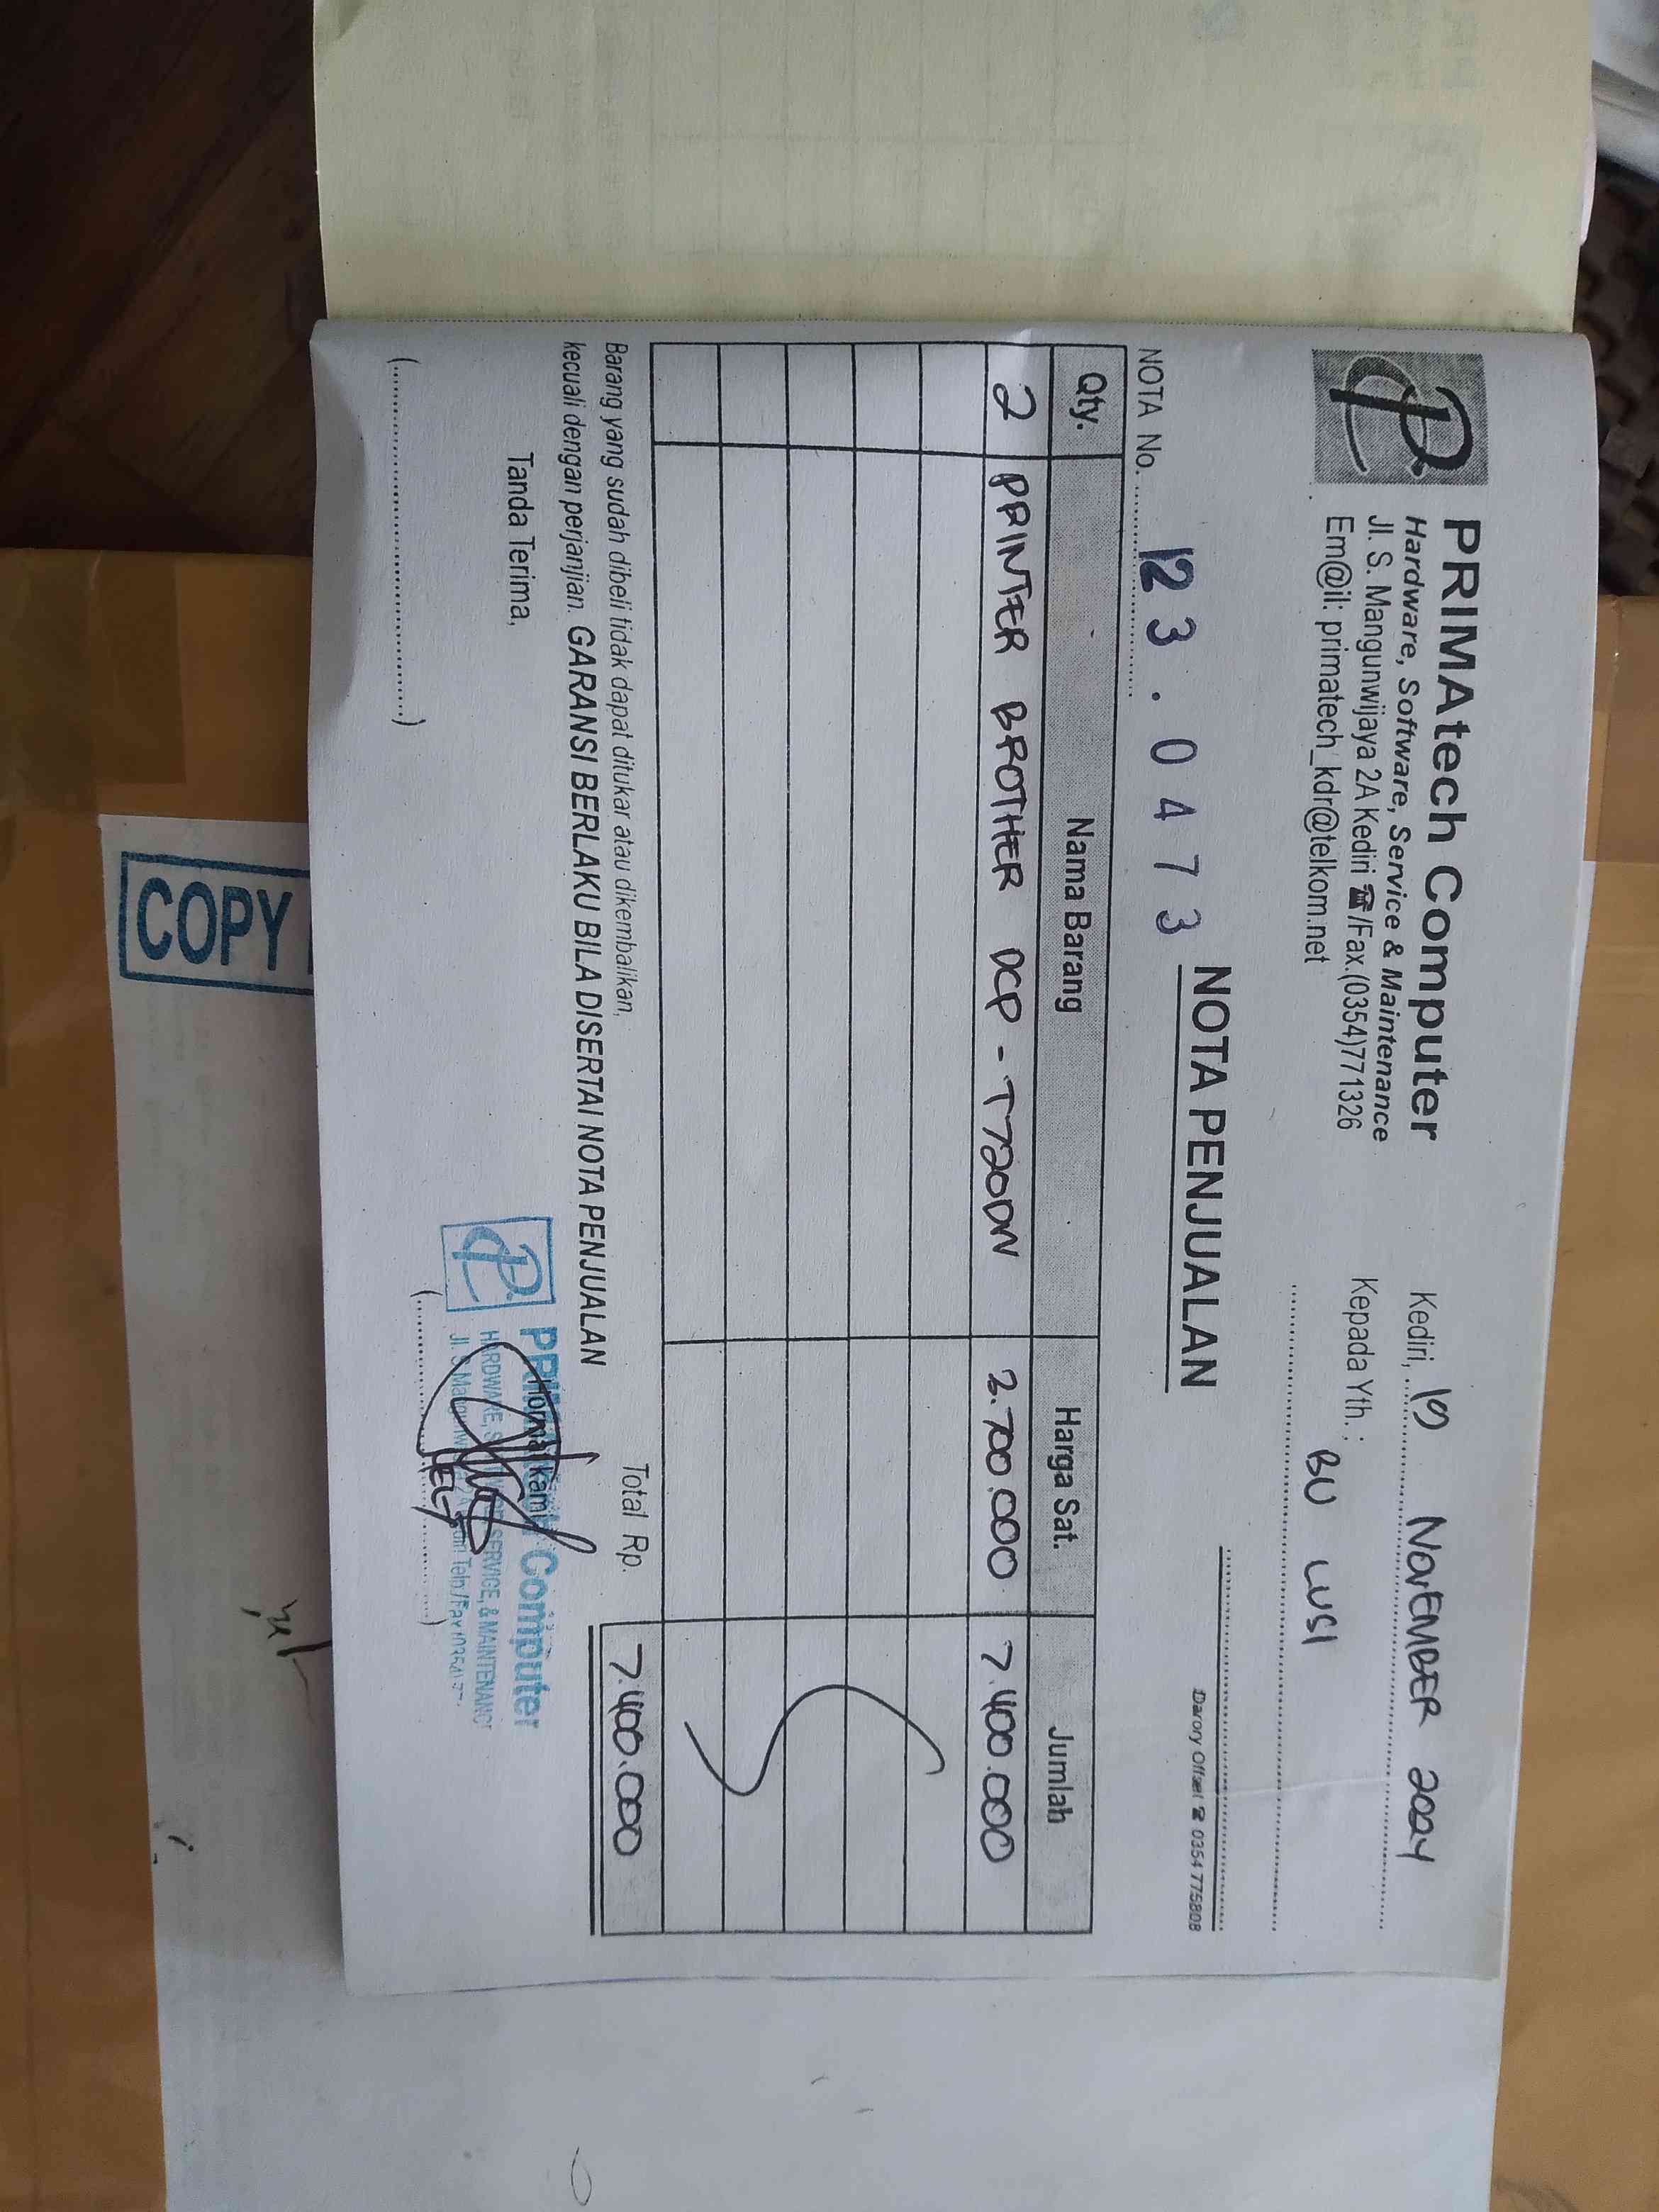 PRIMAtech Computer
Hardware, Software, Service & Maintenance
Jl. S. Mangunwijaya 2A Kediri ☎/Fax.(0354)771326
Em@il: primatech_kdr@telkom.net
Kediri, 19 NOVEMBER 2024
Kepada Yth.:
BU LUSI
NOTA PENJUALAN
Darory Offset ☎ 0354 775808
NOTA No. 123.0473
Qty. Nama Barang Harga Sat. Jumlah
2 PRINTER BROTHER DCP-T720DW 3.700.000 7.400.000
Total Rp. 7.400.000
Barang yang sudah dibeli tidak dapat ditukar atau dikembalikan,
kecuali dengan perjanjian. GARANSI BERLAKU BILA DISERTAI NOTA PENJUALAN
Tanda Terima,
Hormat kami
Computer
HARDWARE, SERVICE, & MAINTENANC
Telp/Fax
(....................................)
(....................................)
COPY